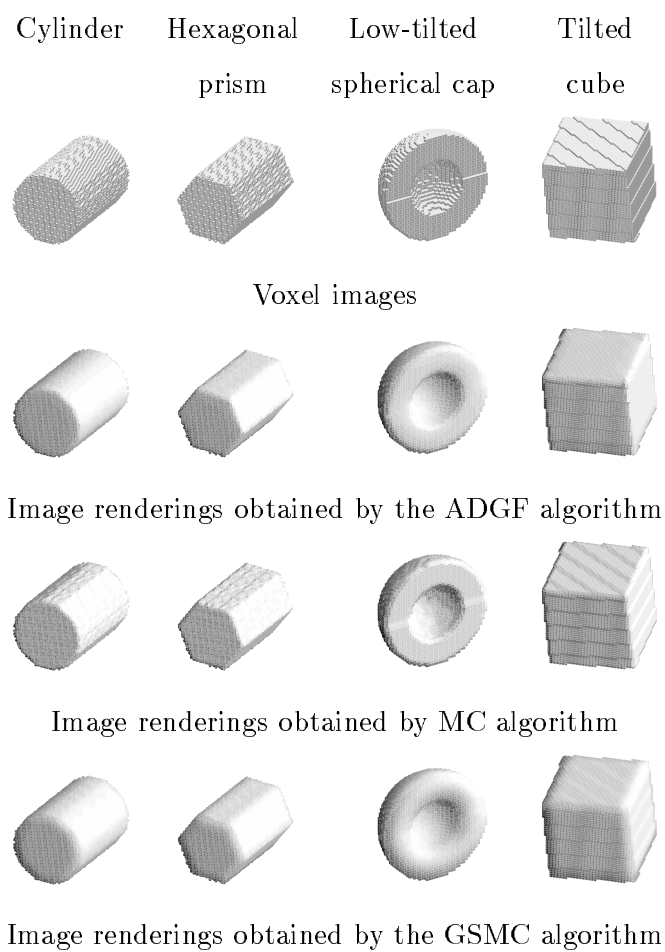 Cylinder Hexagonal Low-tilted Tilted
prism spherical cap cube
Voxel images
Image renderings obtained by the ADGF algorithm
Image renderings obtained by MC algorithm
Image renderings obtained by the GSMC algorithm